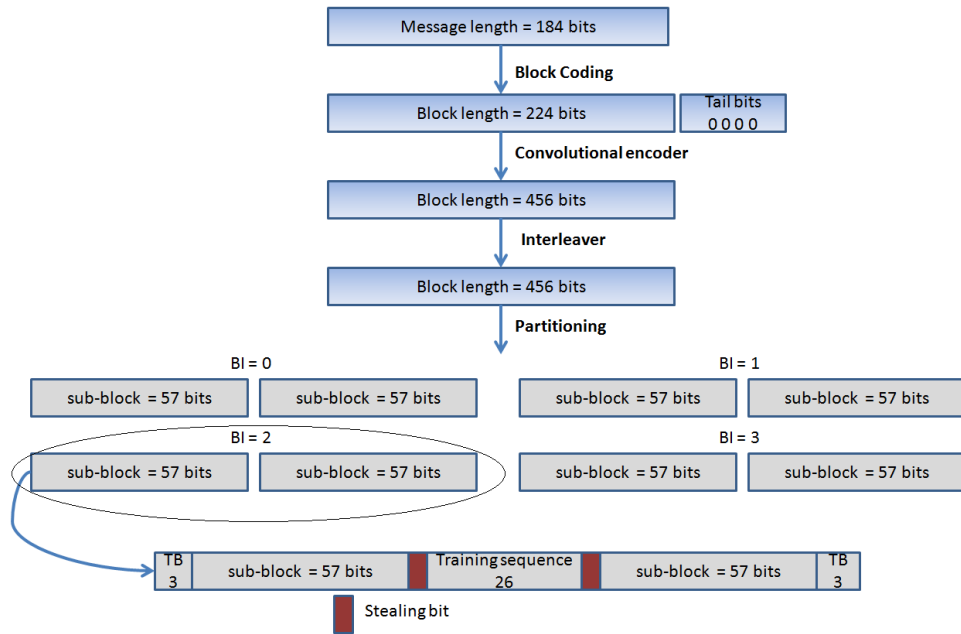 Message length = 184 bits
Block Coding
Block length = 224 bits
Tail bits
0 0 0 0
Convolutional encoder
Block length = 456 bits
Interleaver
Block length = 456 bits
Partitioning
BI = 0
BI = 1
sub-block = 57 bits
sub-block = 57 bits
sub-block = 57 bits
sub-block = 57 bits
BI = 2
BI = 3
sub-block = 57 bits
sub-block = 57 bits
sub-block = 57 bits
sub-block = 57 bits
TB
3
sub-block = 57 bits
Training sequence
26
sub-block = 57 bits
TB
3
Stealing bit